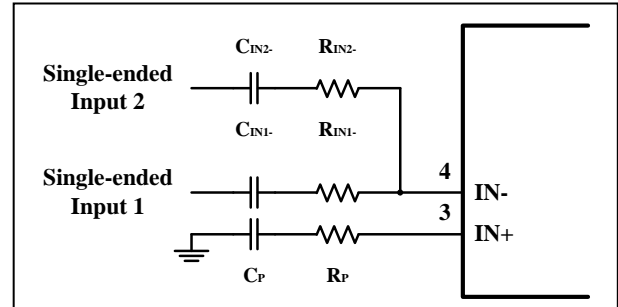 CIN2- RIN2-
Single-ended
Input 2
CIN1- RIN1-
Single-ended
Input 1
4
IN-
3
IN+
CP RP